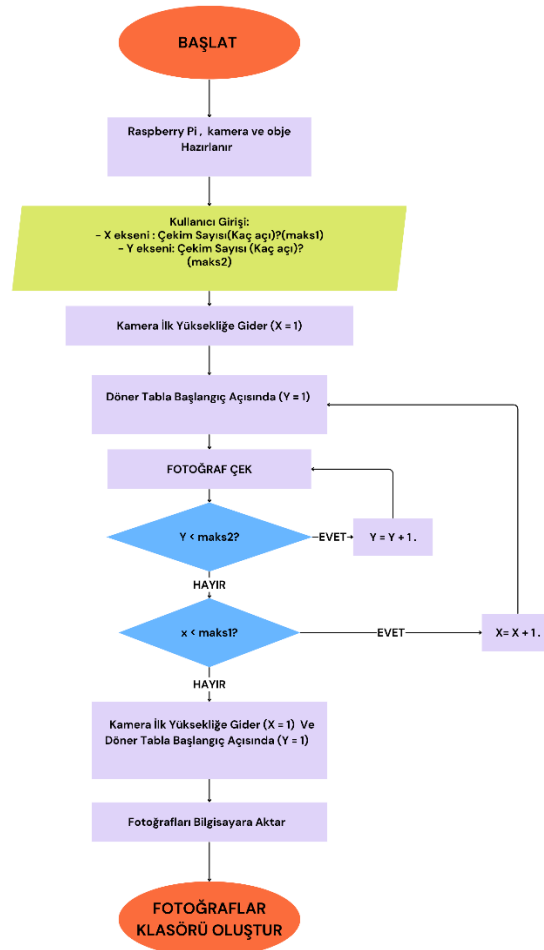 BAŞLAT
Raspberry Pi , kamera ve obje
Hazırlanır
Kullanıcı Girişi:
- X ekseni : Çekim Sayısı(Kaç açı)?(maks1)
- Y ekseni: Çekim Sayısı (Kaç açı)?
(maks2)
Kamera İlk Yüksekliğe Gider (X = 1)
Döner Tabla Başlangıç Açısında (Y = 1)
FOTOĞRAF ÇEK
Y < maks2?
EVET
Y = Y + 1 .
HAYIR
x < maks1?
EVET
X= X + 1 .
HAYIR
Kamera İlk Yüksekliğe Gider (X = 1) Ve
Döner Tabla Başlangıç Açısında (Y = 1)
Fotoğrafları Bilgisayara Aktar
FOTOĞRAFLAR
KLASÖRÜ OLUŞTUR